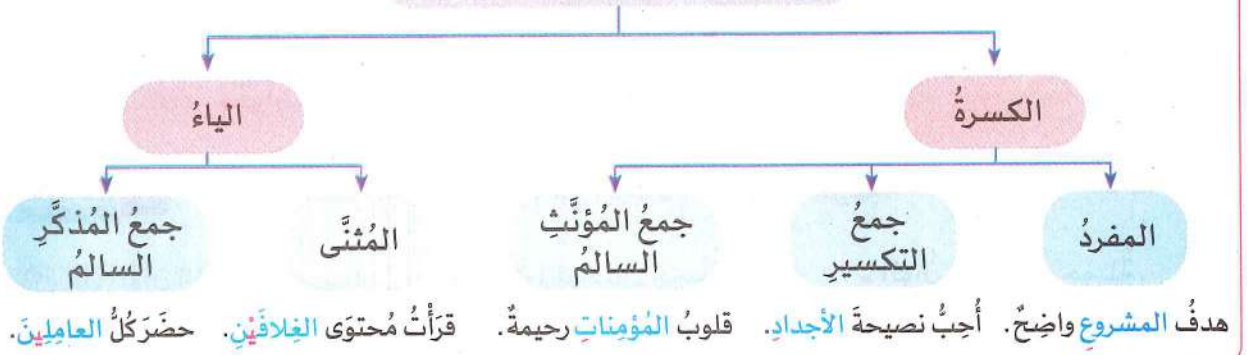 الكسرةُ
الياءُ
المفردُ
جمعُ
التكسيرِ
جمعُ المُؤنَّثِ
السالمُ
المُثنَّى
جمعُ المُذكَّرِ
السالمُ
هدفُ المشروعِ واضِحٌ.
أُحِبُّ نصيحةَ الأجدادِ.
قلوبُ المُؤمِناتِ رحيمةٌ.
قرَأْتُ مُحتوَى الغِلافَيْنِ.
حضَرَ كُلُّ العامِلِينَ.